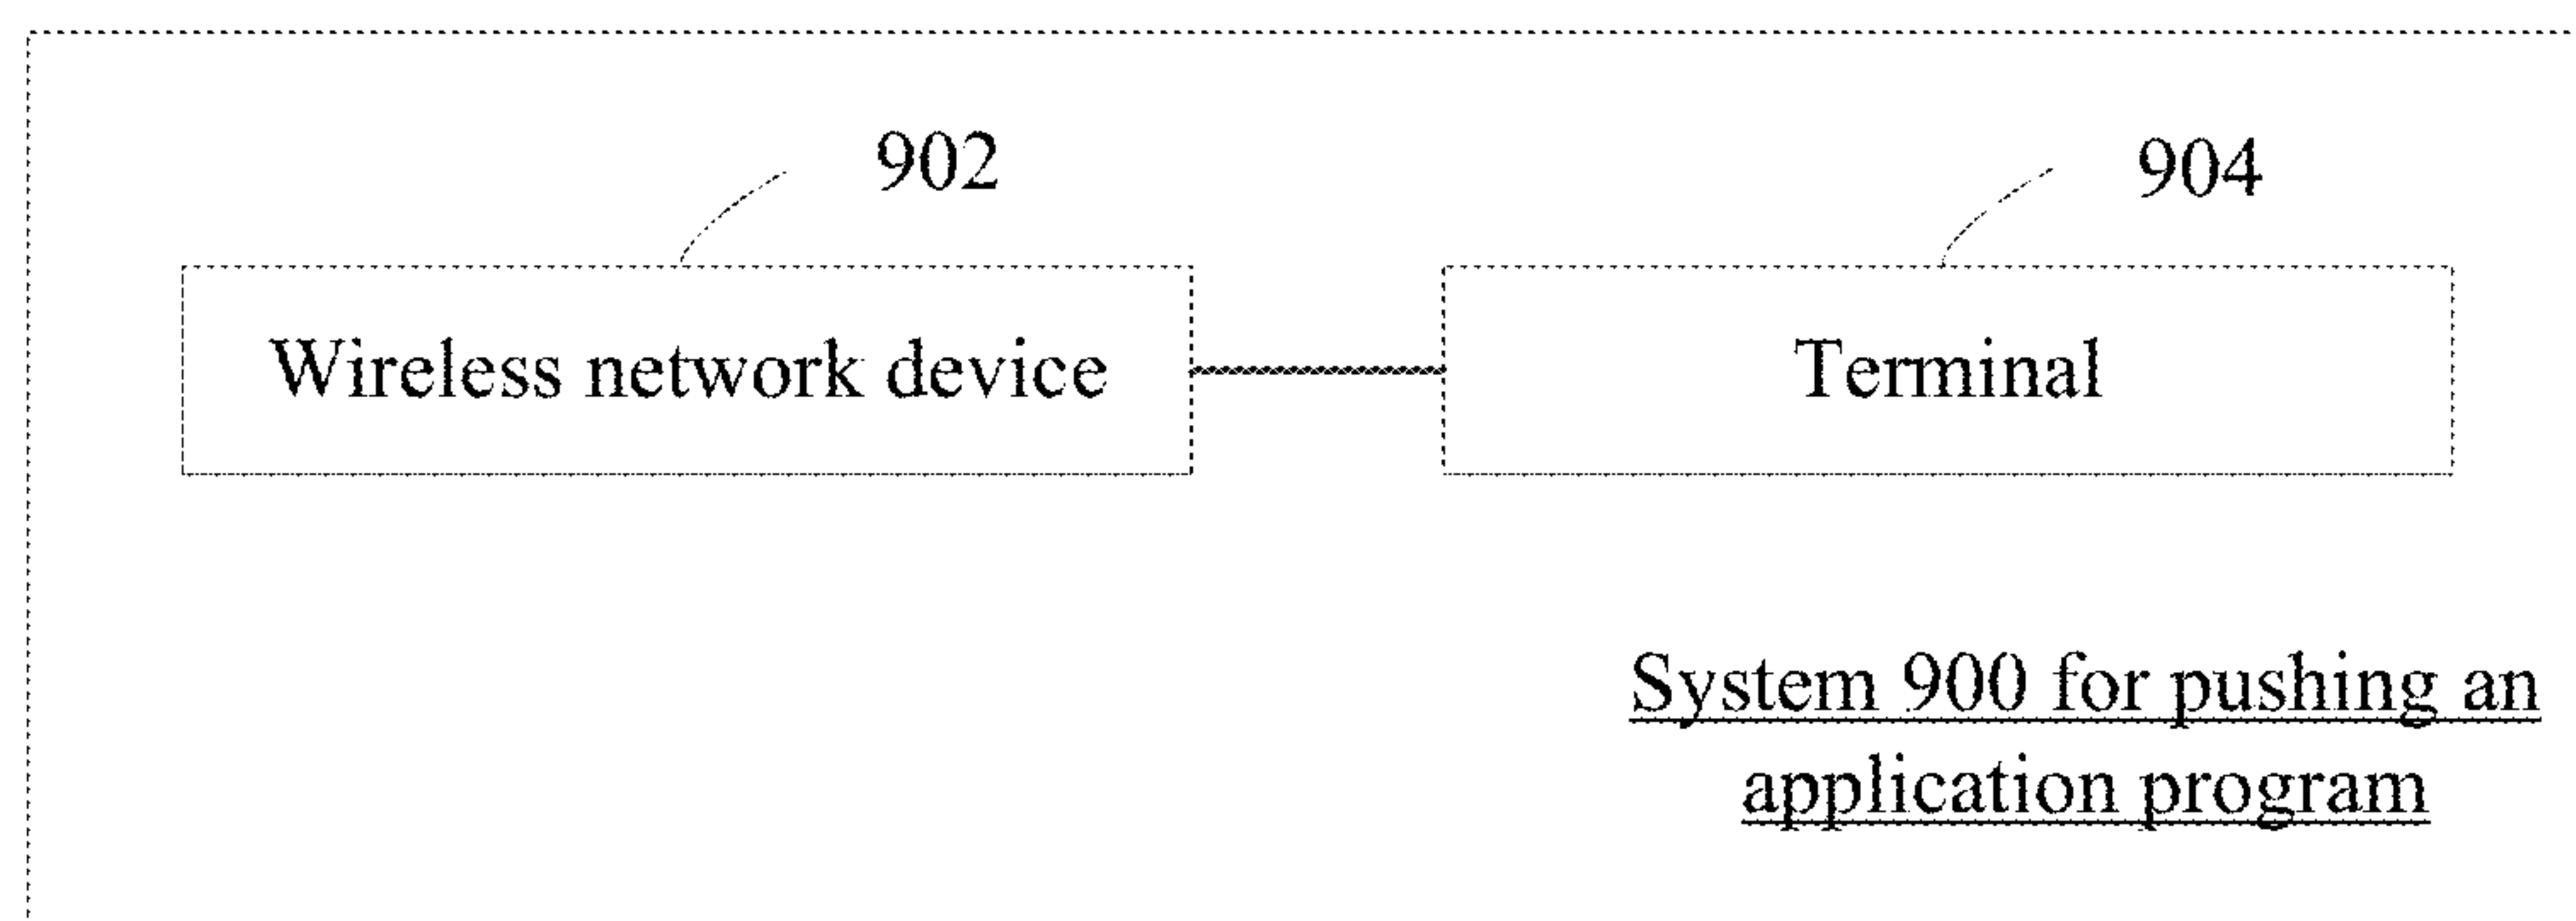 902
904
Wireless network device
Terminal
System 900 for pushing an
application program